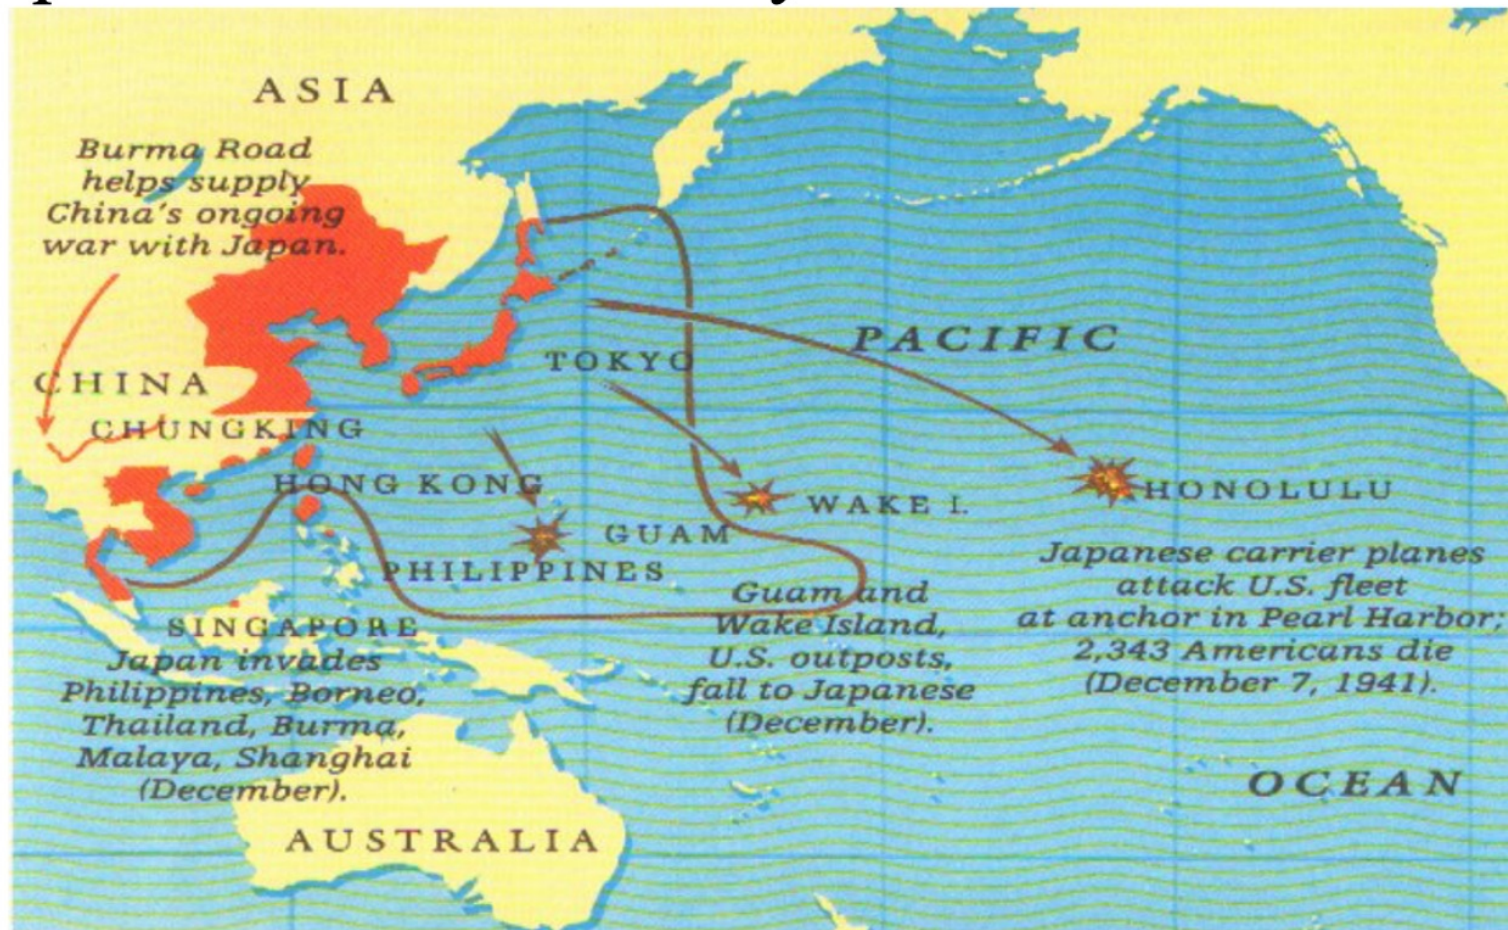 ASIA
Burma Road
helps supply
China's ongoing
war with Japan.
PACIFIC
TOKYO
CHINA
CHUNGKING
HONG KONG
WAKE I.
HONOLULU
GUAM
PHILIPPINES
Japanese carrier planes
attack U.S. fleet
at anchor in Pearl Harbor;
2,343 Americans die
(December 7, 1941).
Guam and
Wake Island,
U.S. outposts,
fall to Japanese
(December).
SINGAPORE
Japan invades
Philippines, Borneo,
Thailand, Burma,
Malaya, Shanghai
(December).
OCEAN
AUSTRALIA